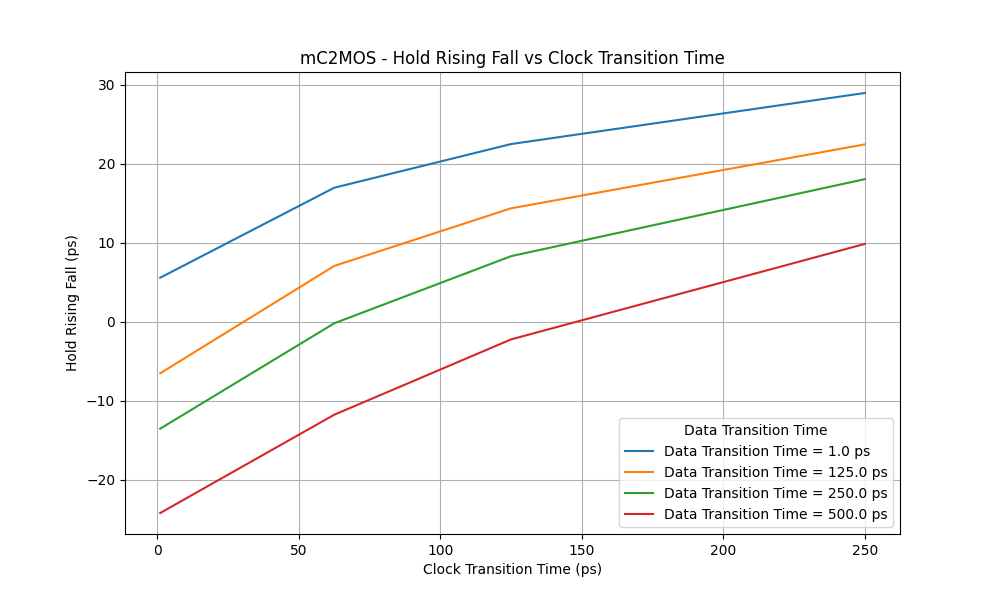 mC2MOS - Hold Rising Fall vs Clock Transition Time
Hold Rising Fall (ps)
30
20
10
0
−10
−20
0
50
100
150
200
250
Clock Transition Time (ps)
Data Transition Time
Data Transition Time = 1.0 ps
Data Transition Time = 125.0 ps
Data Transition Time = 250.0 ps
Data Transition Time = 500.0 ps